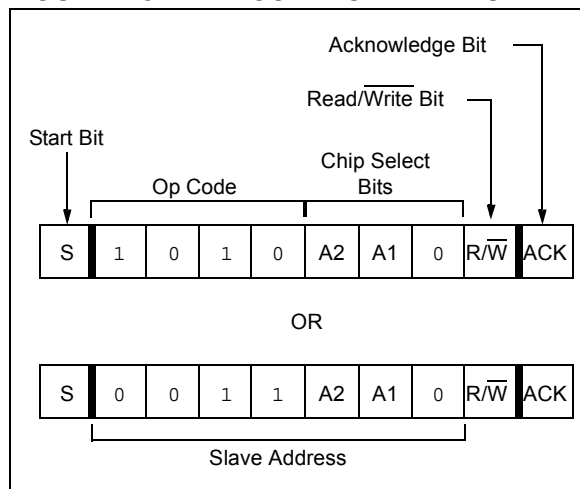 Acknowledge Bit
Read/Write Bit
Start Bit
Chip Select
Op Code Bits
S 1 0 1 0 A2 A1 0 R/W ACK
OR
S 0 0 1 1 A2 A1 0 R/W ACK
Slave Address